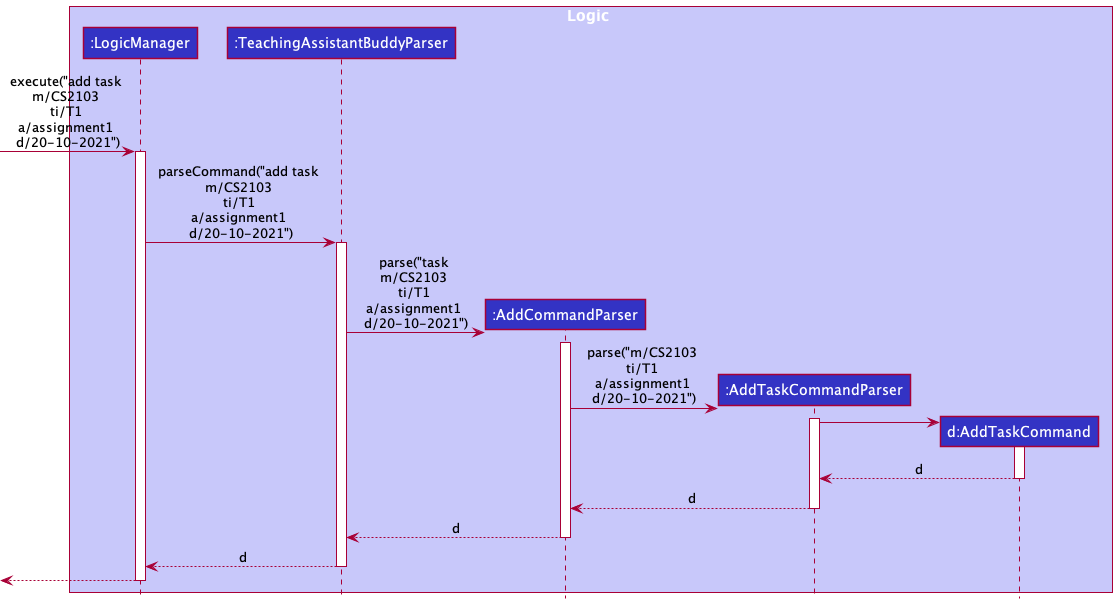 Logic
:LogicManager
:TeachingAssistantBuddyParser
execute("add task
m/CS2103
ti/T1
a/assignment1
d/20-10-2021")
parseCommand("add task
m/CS2103
ti/T1
a/assignment1
d/20-10-2021")
parse("task
m/CS2103
ti/T1
a/assignment1
d/20-10-2021")
:AddCommandParser
parse("m/CS2103
ti/T1
a/assignment1
d/20-10-2021")
:AddTaskCommandParser
d:AddTaskCommand
d
d
d
d